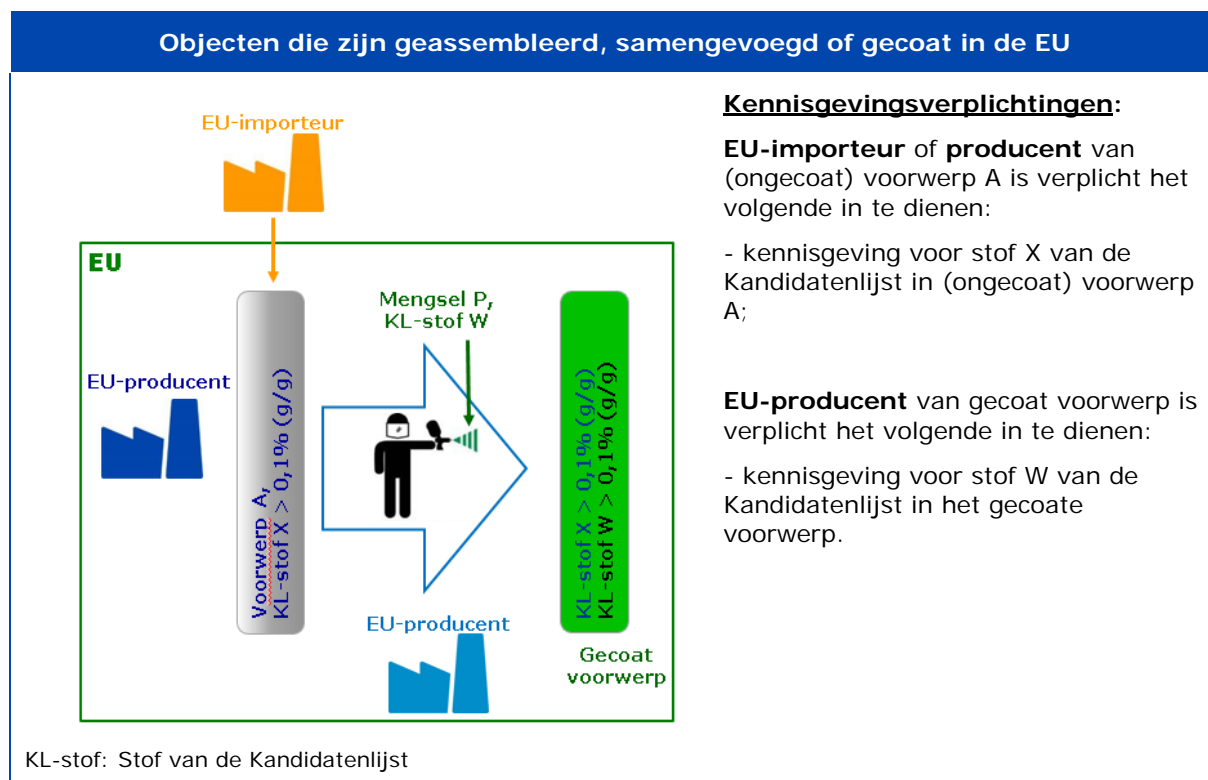 Objecten die zijn geassembleerd, samengevoegd of gecoat in de EU
EU-importeur
EU
EU-producent
Voorwerp A,
KL-stof X > 0,1% (g/g)
Mengsel P,
KL-stof W
KL-stof X > 0,1% (g/g)
KL-stof W > 0,1% (g/g)
EU-producent
Gecoat
voorwerp
Kennisgevingsverplichtingen:
EU-importeur of producent van
(ongecoat) voorwerp A is verplicht het
volgende in te dienen:
- kennisgeving voor stof X van de
Kandidatenlijst in (ongecoat) voorwerp
A;
EU-producent van gecoat voorwerp is
verplicht het volgende in te dienen:
- kennisgeving voor stof W van de
Kandidatenlijst in het gecoate
voorwerp.
KL-stof: Stof van de Kandidatenlijst